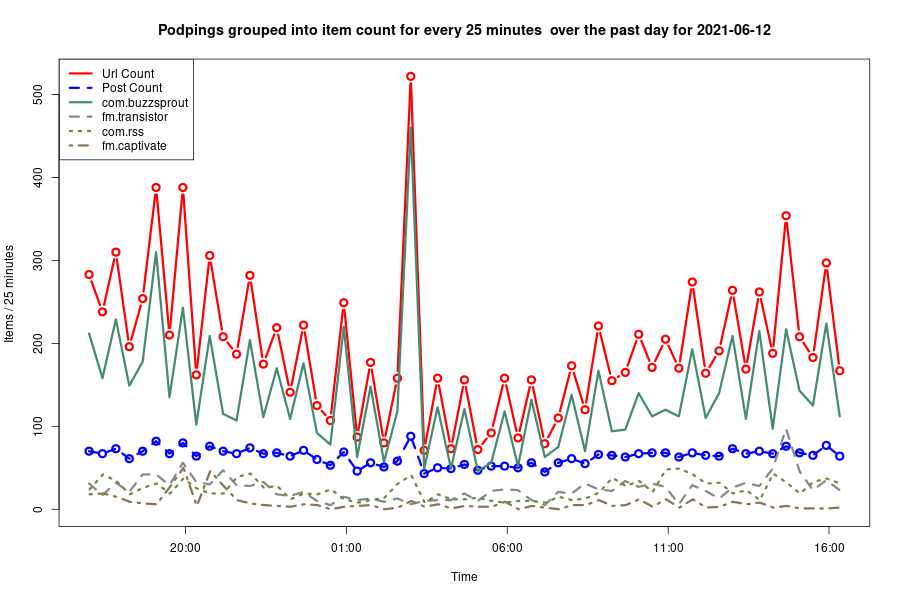 Podpings grouped into item count for every 25 minutes  over the past day for 2021-06-12
Url Count
Post Count
com.buzzsprout
fm.transistor
com.rss
fm.captivate
Items / 25 minutes
500
400
300
200
100
0
20:00
01:00
06:00
11:00
16:00
Time